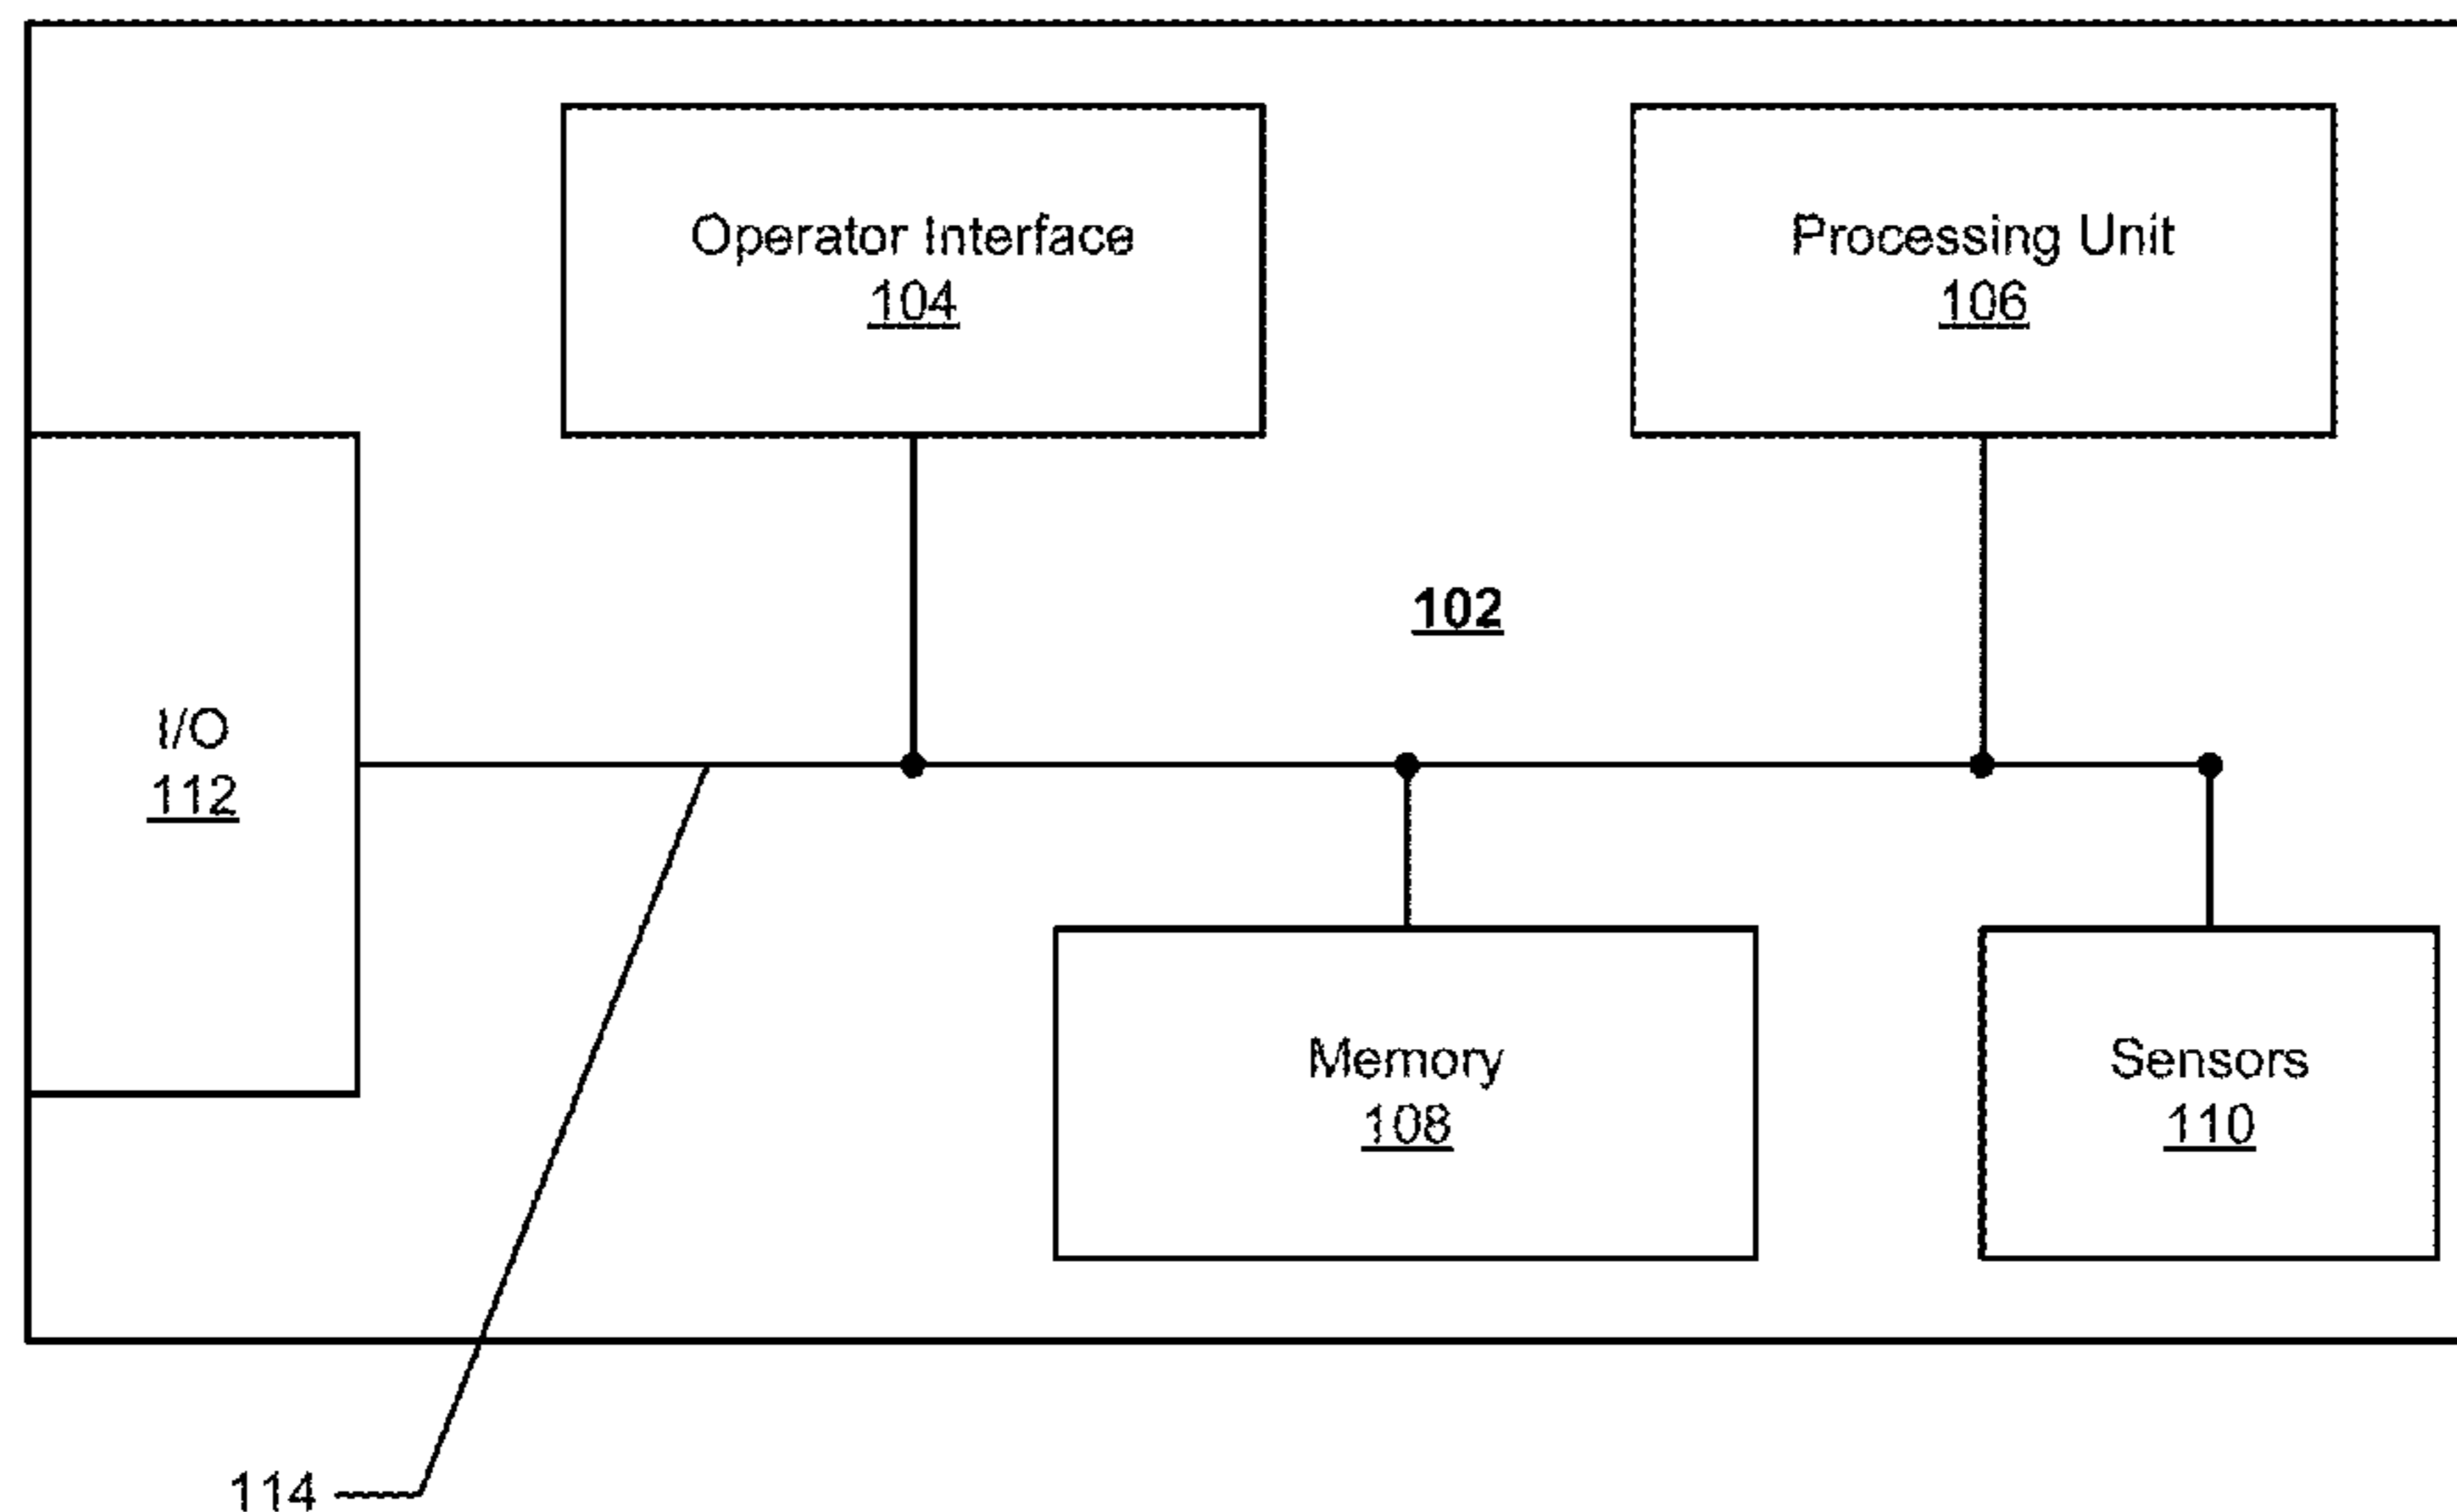 Operator Interface
104
Processing Unit
106
102
I/O
112
Memory
108
Sensors
110
114